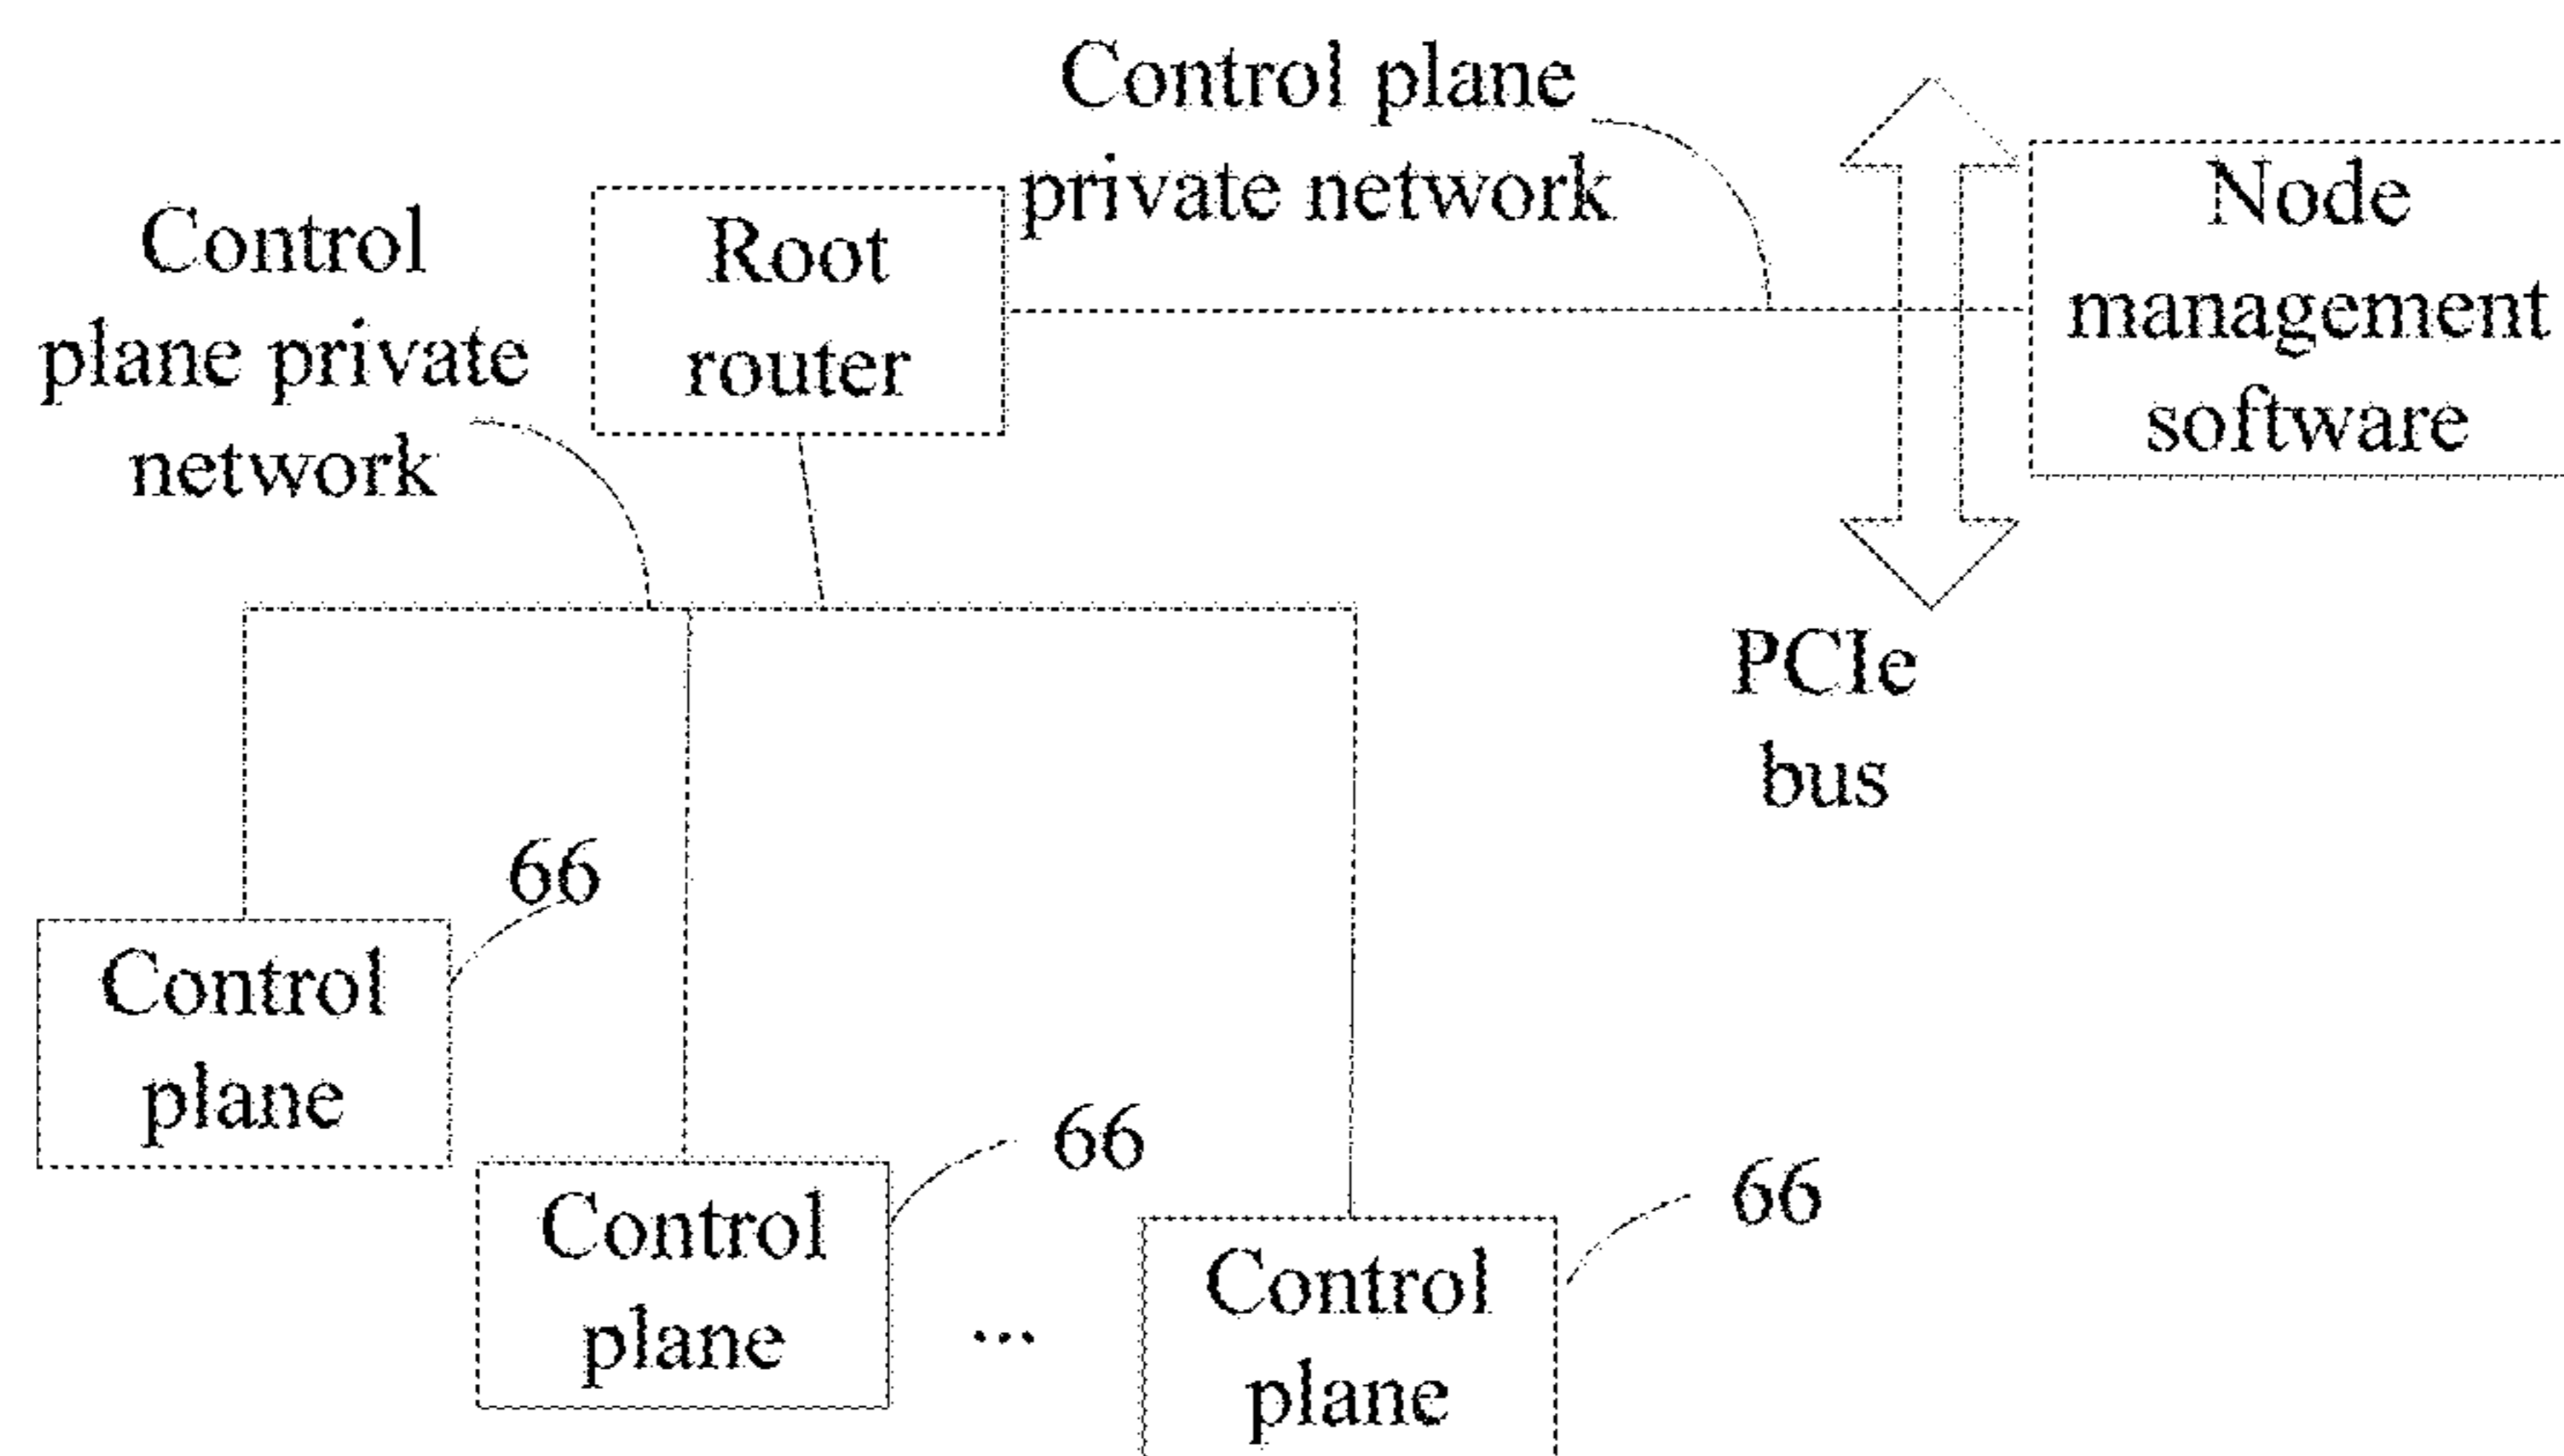 Control plane
private network
Control
plane private
network
Root
router
Node
management
software
PCIe
bus
66
Control
plane
66
Control
plane
...
66
Control
plane